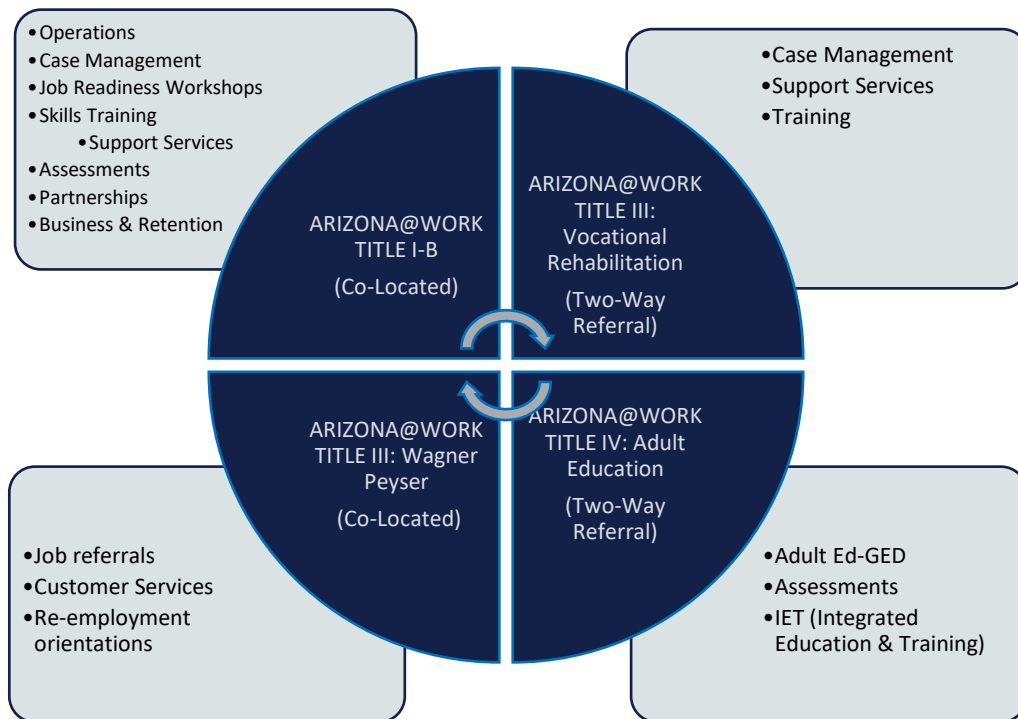 •Operations
•Case Management
•Job Readiness Workshops
•Skills Training
•Support Services
•Assessments
•Partnerships
•Business & Retention
ARIZONA@WORK
TITLE I-B
(Co-Located)
•Case Management
•Support Services
•Training
ARIZONA@WORK
TITLE III:
Vocational
Rehabilitation
(Two-Way
Referral)
•Job referrals
•Customer Services
•Re-employment
orientations
ARIZONA@WORK
TITLE III: Wagner
Peyser
(Co-Located)
ARIZONA@WORK
TITLE IV: Adult
Education
(Two-Way
Referral)
•Adult Ed-GED
•Assessments
•IET (Integrated
Education & Training)